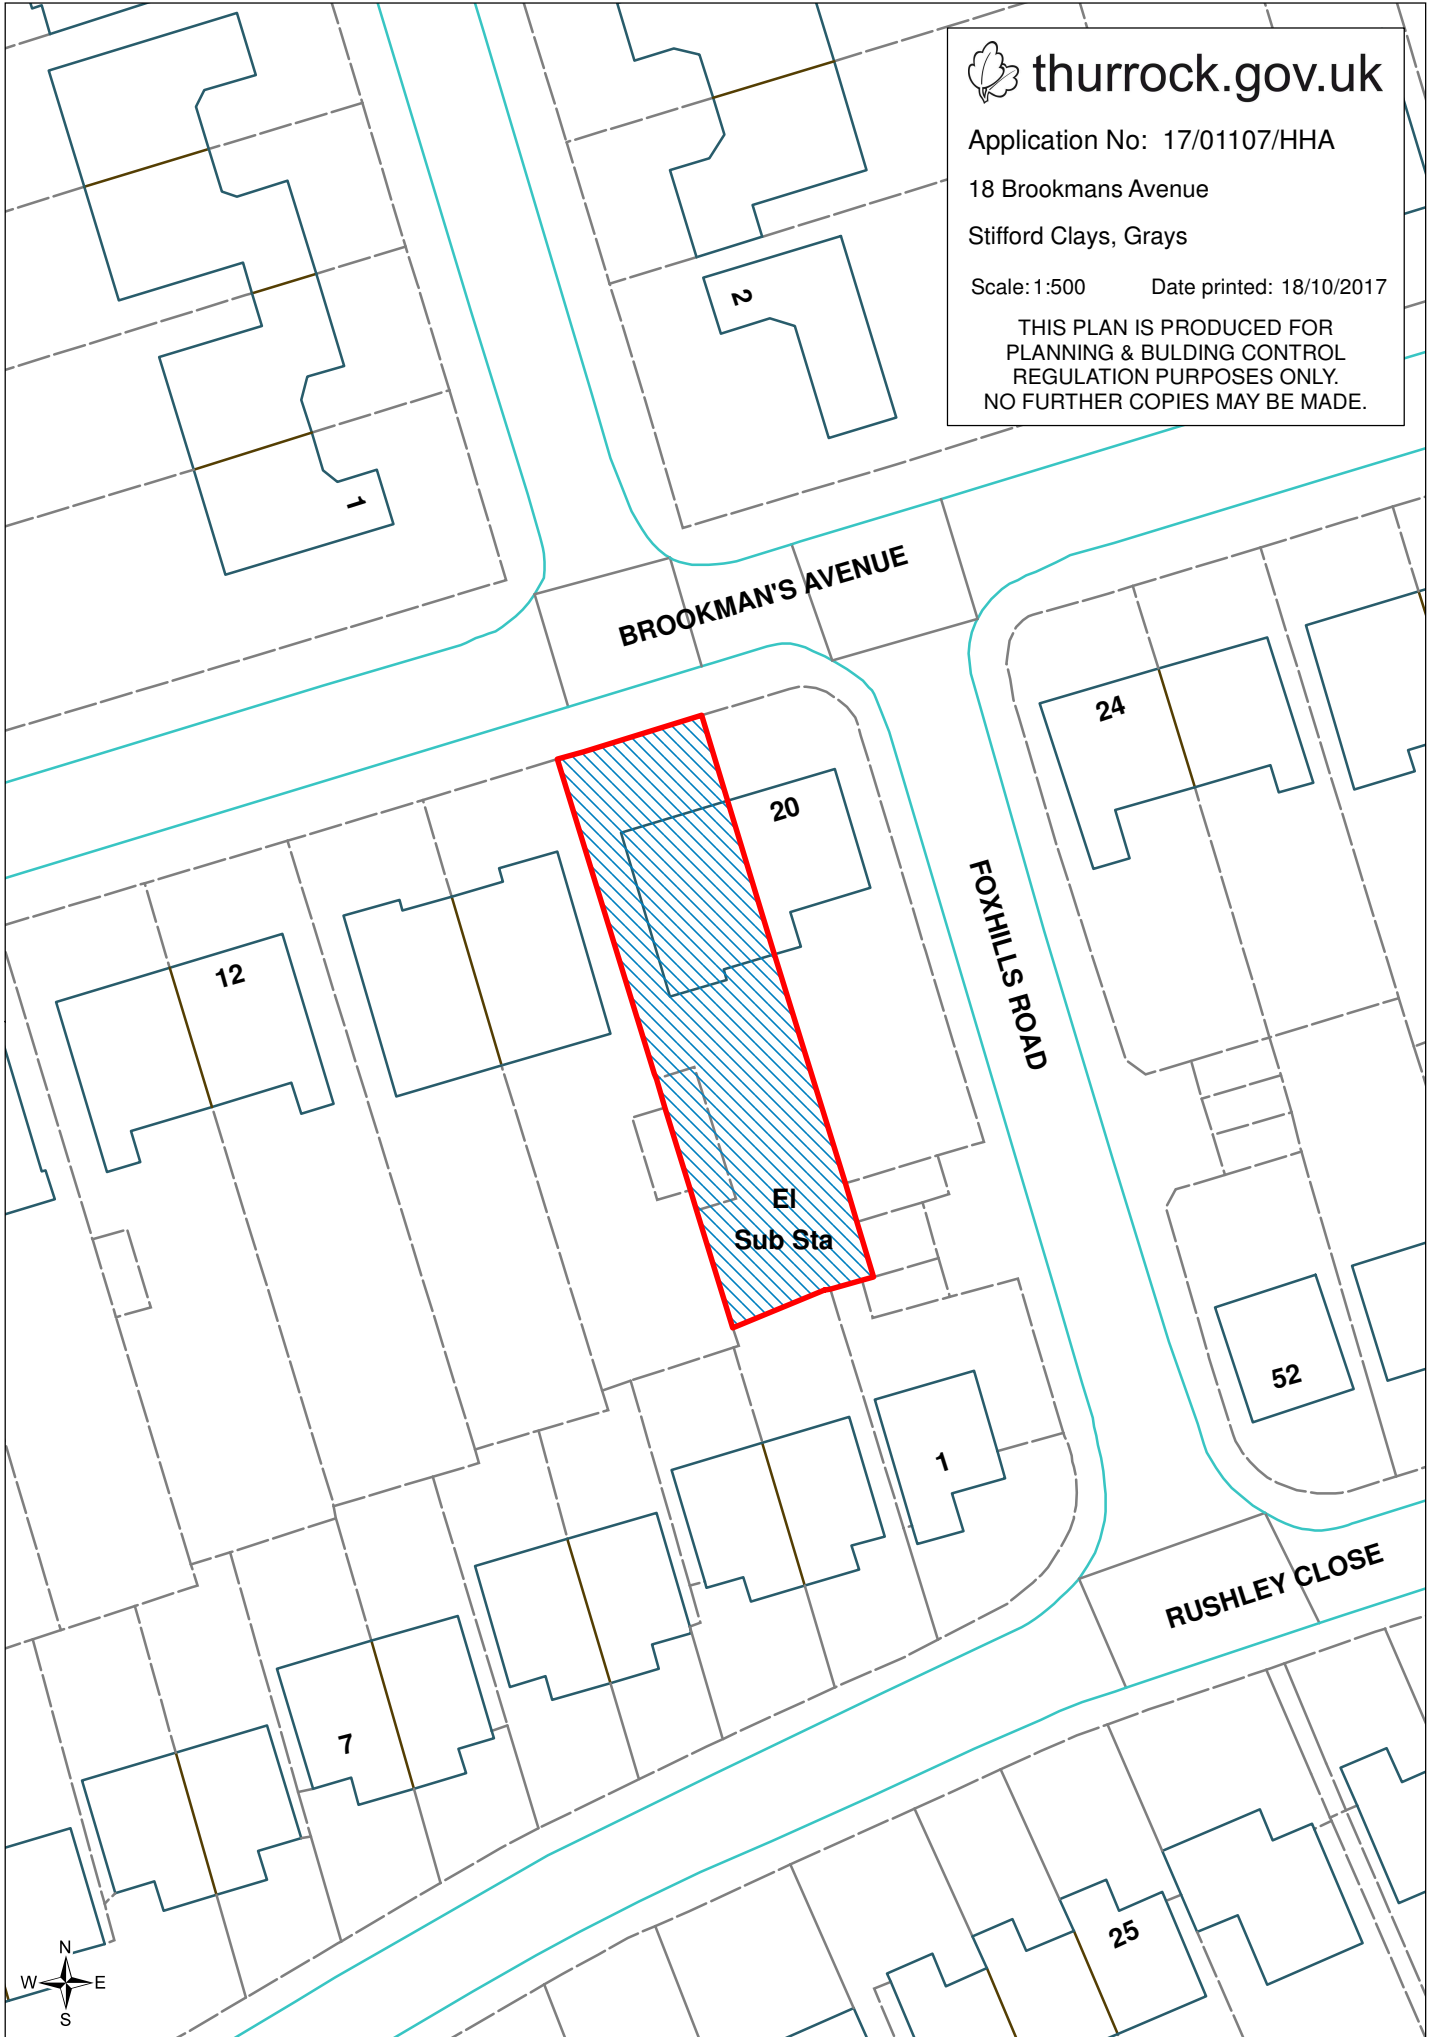 thurrock.gov.uk
Application No: 17/01107/HHA
18 Brookmans Avenue
Stifford Clays, Grays
Scale: 1:500 Date printed: 18/10/2017
THIS PLAN IS PRODUCED FOR
PLANNING & BULDING CONTROL
REGULATION PURPOSES ONLY.
NO FURTHER COPIES MAY BE MADE.
2
1
BROOKMAN'S AVENUE
24
20
12
FOXHILLS ROAD
El
Sub Sta
52
1
RUSHLEY CLOSE
7
25
N
W E
S